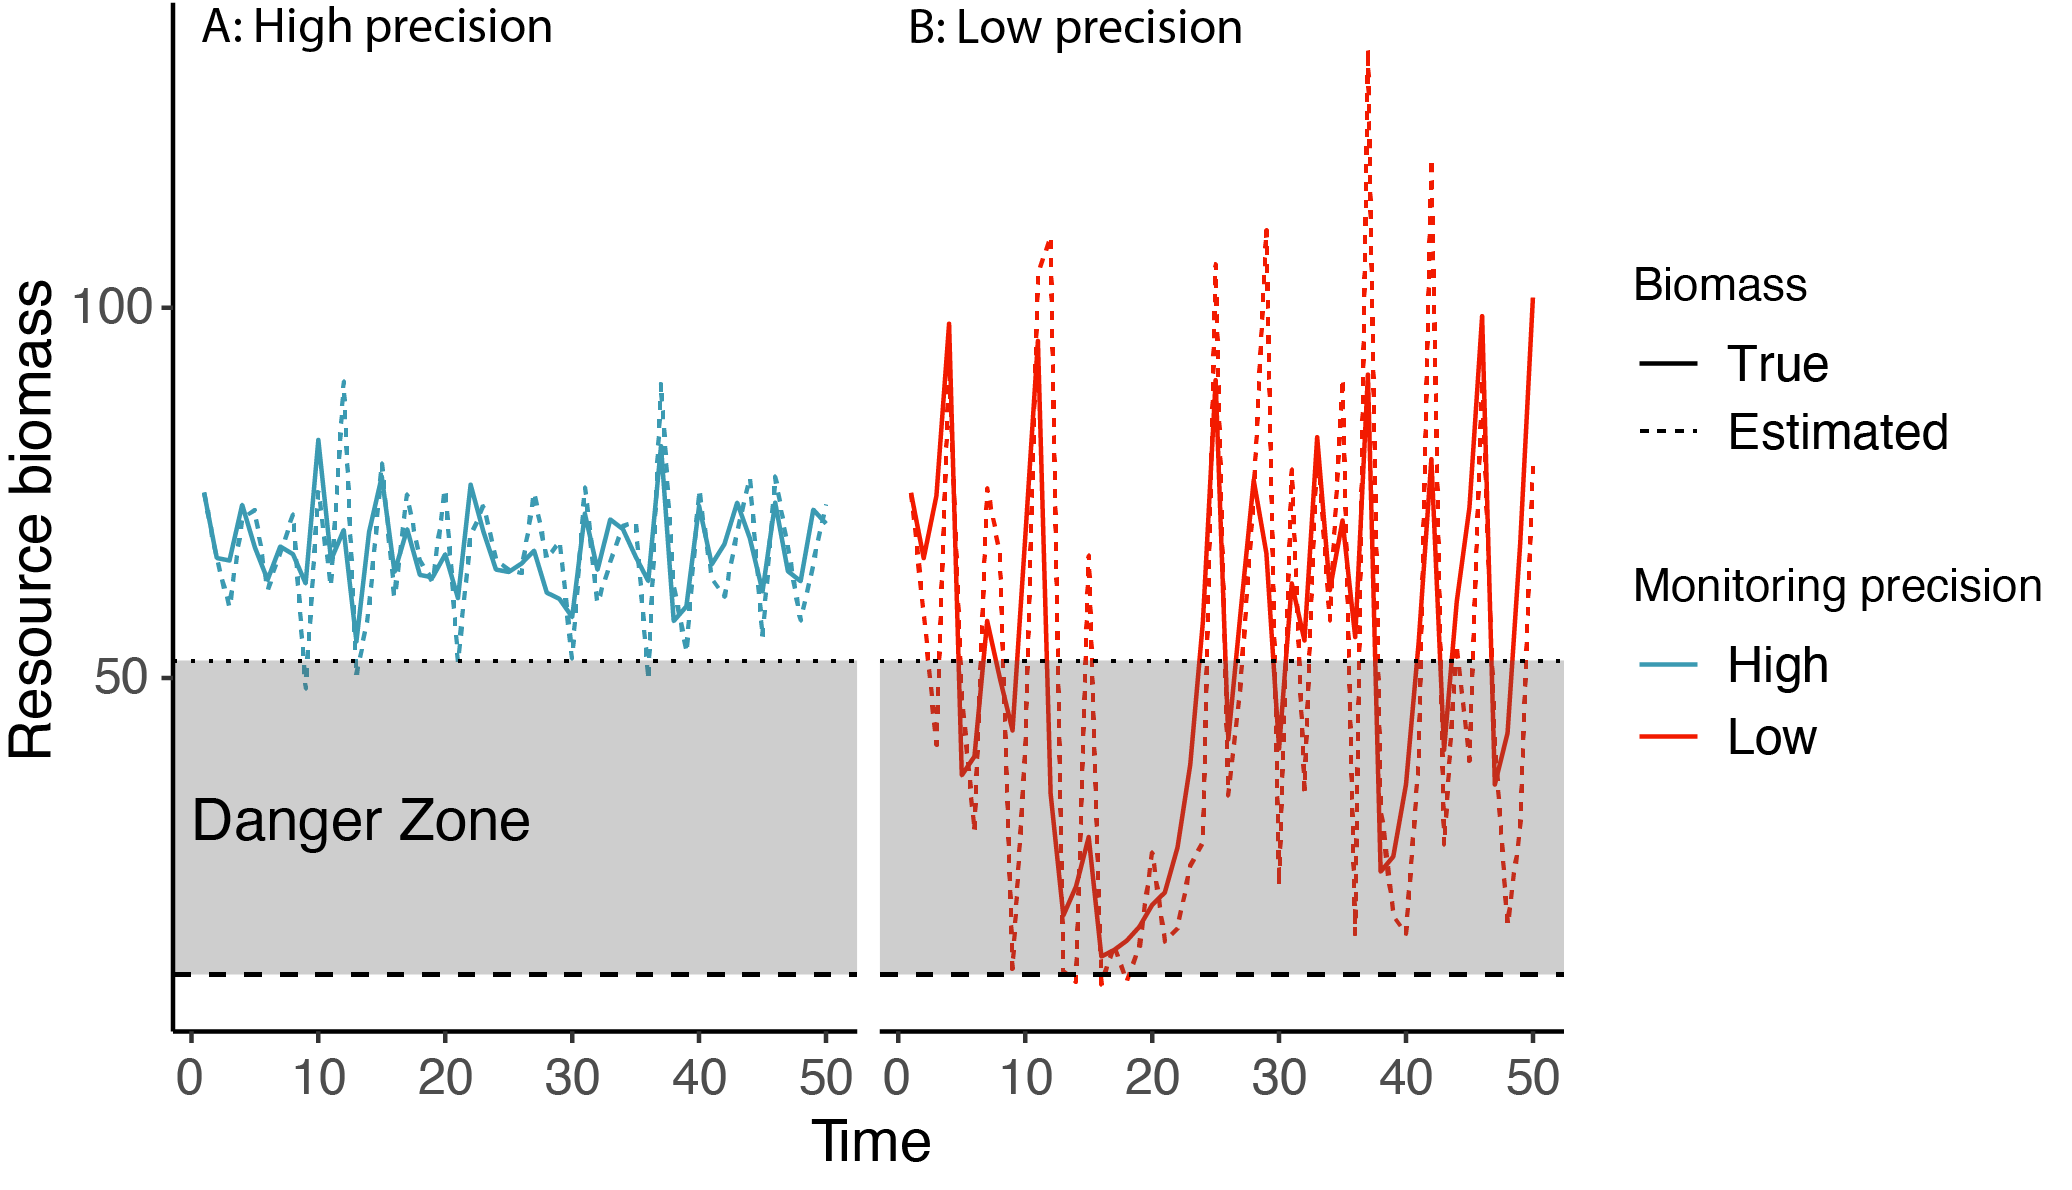 A: High precision
B: Low precision
Resource biomass
100
50
Danger Zone
0 10 20 30 40 50
0 10 20 30 40 50
Time
Biomass
True
Estimated
Monitoring precision
High
Low